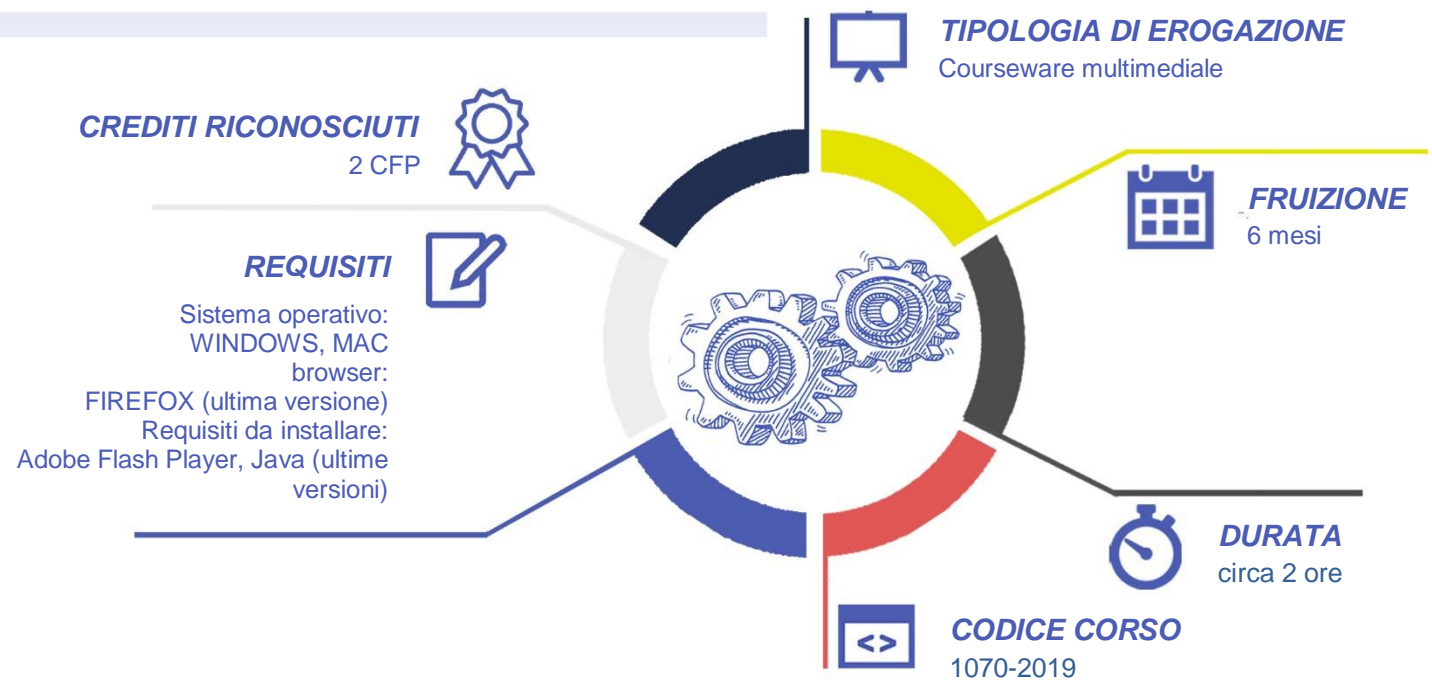 TIPOLOGIA DI EROGAZIONE
Courseware multimediale
CREDITI RICONOSCIUTI
2 CFP
FRUIZIONE
6 mesi
REQUISITI
Sistema operativo:
WINDOWS, MAC
browser:
FIREFOX (ultima versione)
Requisiti da installare:
Adobe Flash Player, Java (ultime
versioni)
DURATA
circa 2 ore
<>
CODICE CORSO
1070-2019